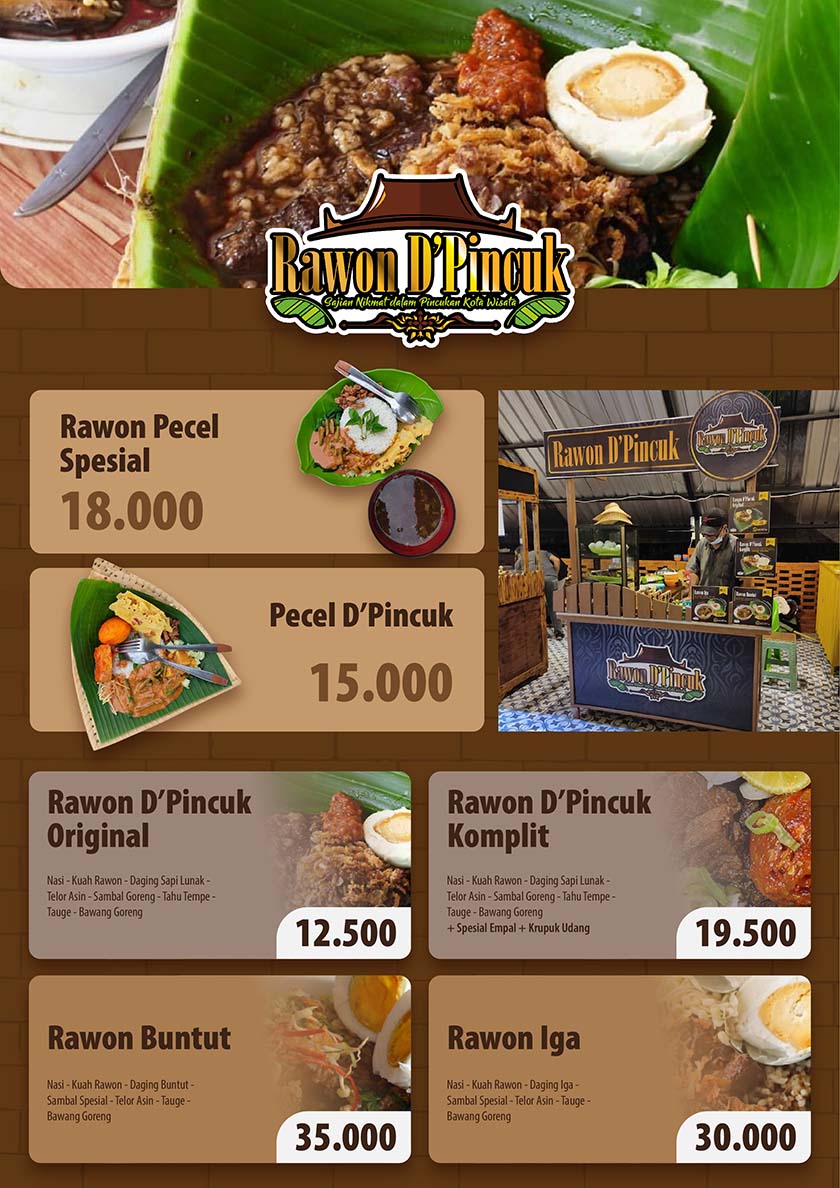 Rawon D'Pincuk
Sajian Nikmat dalam Pincukan Kota Wisata
Rawon Pecel
Spesial
18.000
Rawon D'Pincuk
Rawon D'Pincuk
Pecel D'Pincuk
15.000
Rawon D'Pincuk
Rawon D'Pincuk
Original
Nasi - Kuah Rawon - Daging Sapi Lunak -
Telor Asin - Sambal Goreng - Tahu Tempe -
Tauge - Bawang Goreng
12.500
Rawon D'Pincuk
Komplit
Nasi - Kuah Rawon - Daging Sapi Lunak -
Telor Asin - Sambal Goreng - Tahu Tempe -
Tauge - Bawang Goreng
+ Spesial Empal + Krupuk Udang
19.500
Rawon Buntut
Nasi - Kuah Rawon - Daging Buntut -
Sambal Spesial - Telor Asin - Tauge -
Bawang Goreng
35.000
Rawon Iga
Nasi - Kuah Rawon - Daging Iga -
Sambal Spesial - Telor Asin - Tauge -
Bawang Goreng
30.000